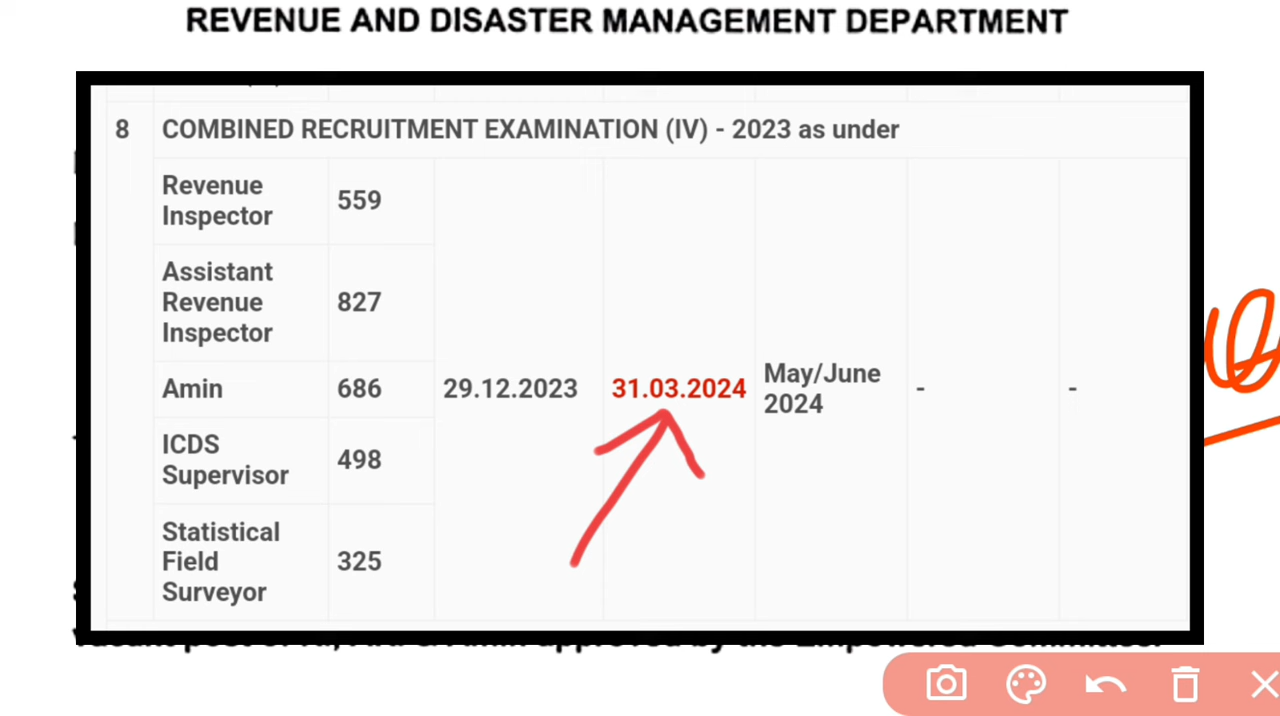 REVENUE AND DISASTER MANAGEMENT DEPARTMENT
8 COMBINED RECRUITMENT EXAMINATION (IV) - 2023 as under
Revenue
Inspector
559
Assistant
Revenue
Inspector
827
Amin
686
29.12.2023
31.03.2024
May/June
2024
-
-
ICDS
Supervisor
498
Statistical
Field
Surveyor
325